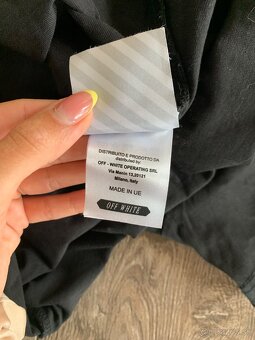 DISTRIBUITO E PRODOTTO DA
distributed by:
OFF - WHITE OPERATING SRL
Via Manin 13,20121
Milano, Italy
MADE IN UE
OFF WHITE